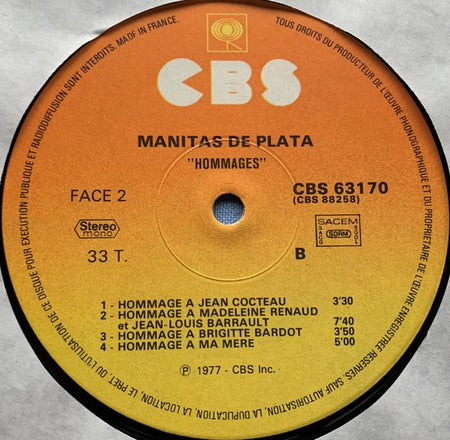 CBS
MANITAS DE PLATA
"HOMMAGES"
FACE 2
CBS 63170
(CBS 88258)
Stereo
mono
SACEM
SACD SDRM SGDL
33 T.
B
1 - HOMMAGE A JEAN COCTEAU 3'30
2 - HOMMAGE A MADELEINE RENAUD
et JEAN-LOUIS BARRAULT 7'40
3 - HOMMAGE A BRIGITTE BARDOT 3'50
4 - HOMMAGE A MA MERE 5'00
℗ 1977 - CBS Inc.
TOUS DROITS DU PRODUCTEUR DE L'ŒUVRE PHONOGRAPHIQUE ET DU PROPRIETAIRE DE L'ŒUVRE ENREGISTREE RESERVES. SAUF AUTORISATION, LA DUPLICATION, LA LOCATION, LE PRET, OU L'UTILISATION DE CE DISQUE POUR EXECUTION PUBLIQUE ET RADIODIFFUSION SONT INTERDITS. MADE IN FRANCE.